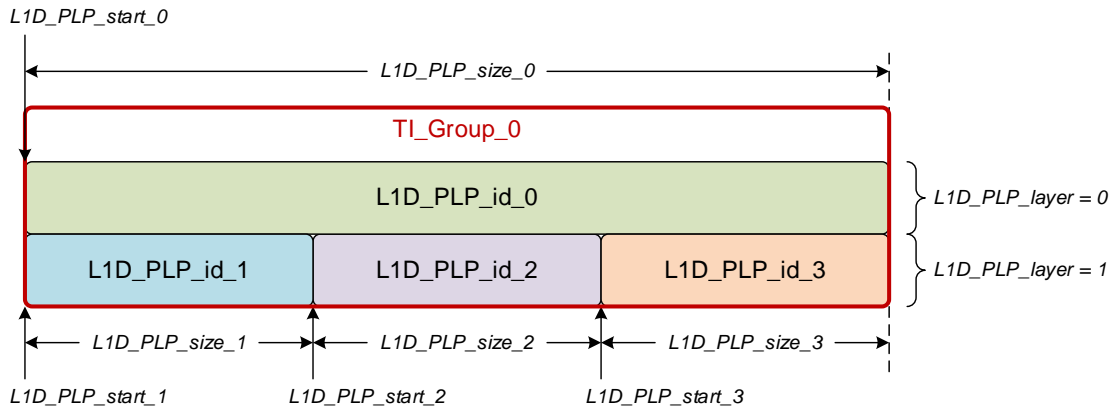 L1D_PLP_start_0
L1D_PLP_size_0
TI_Group_0
L1D_PLP_id_0
L1D_PLP_layer = 0
L1D_PLP_id_1
L1D_PLP_id_2
L1D_PLP_id_3
L1D_PLP_layer = 1
L1D_PLP_size_1
L1D_PLP_size_2
L1D_PLP_size_3
L1D_PLP_start_1
L1D_PLP_start_2
L1D_PLP_start_3